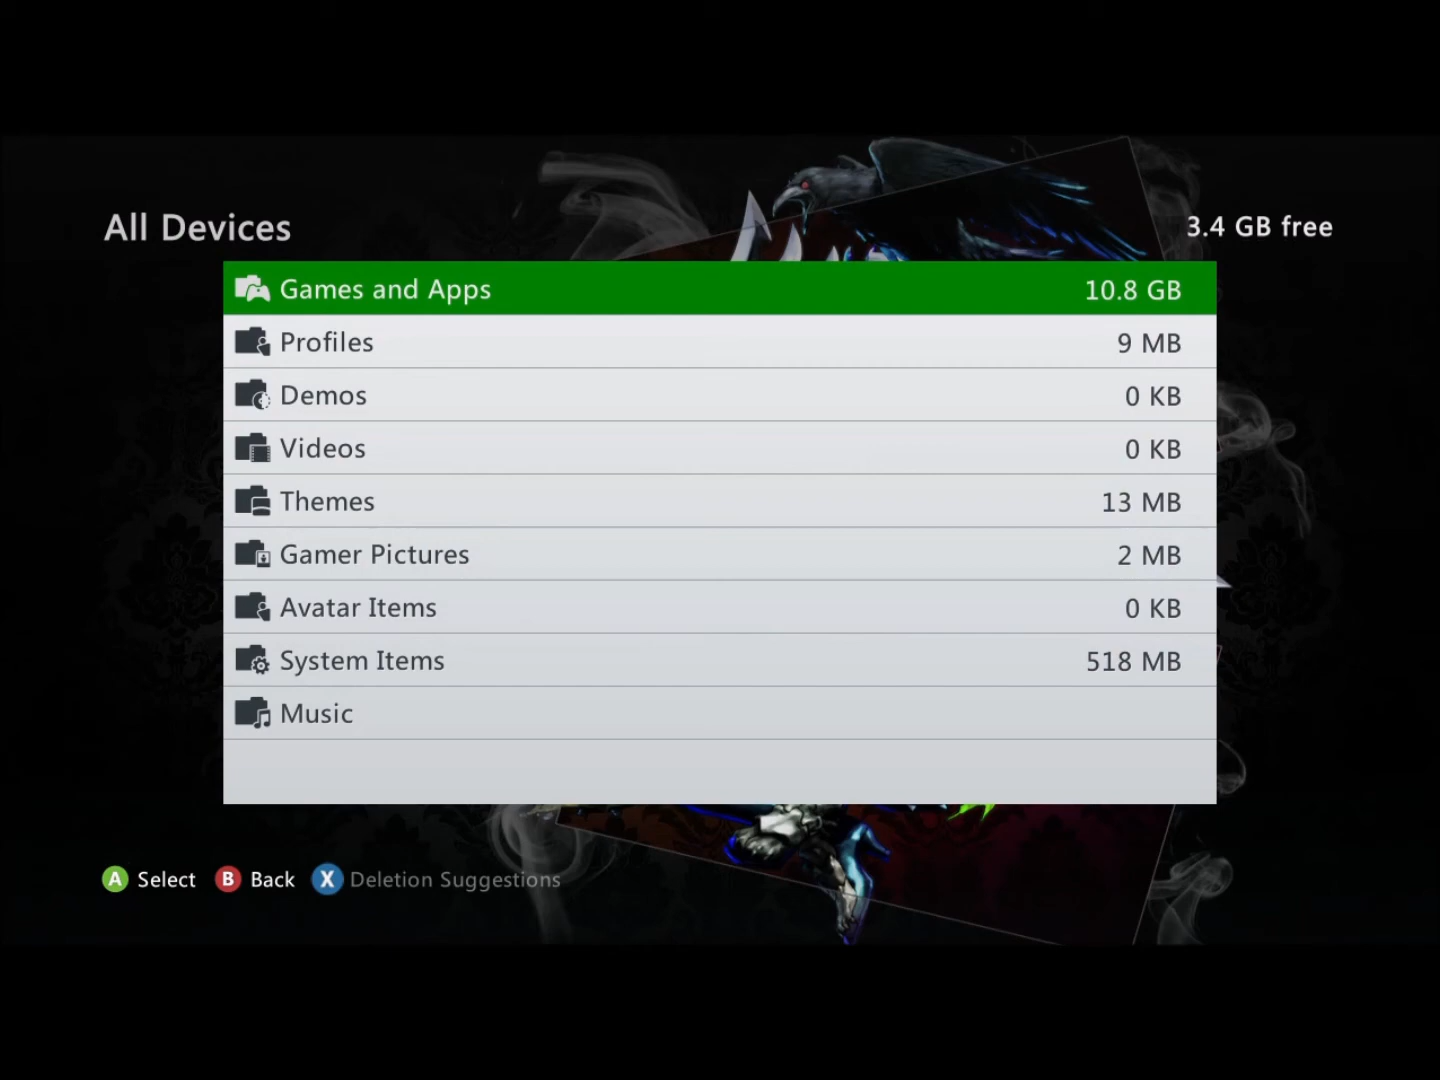 All Devices
3.4 GB free
Games and Apps 10.8 GB
Profiles 9 MB
Demos 0 KB
Videos 0 KB
Themes 13 MB
Gamer Pictures 2 MB
Avatar Items 0 KB
System Items 518 MB
Music
A Select B Back X Deletion Suggestions